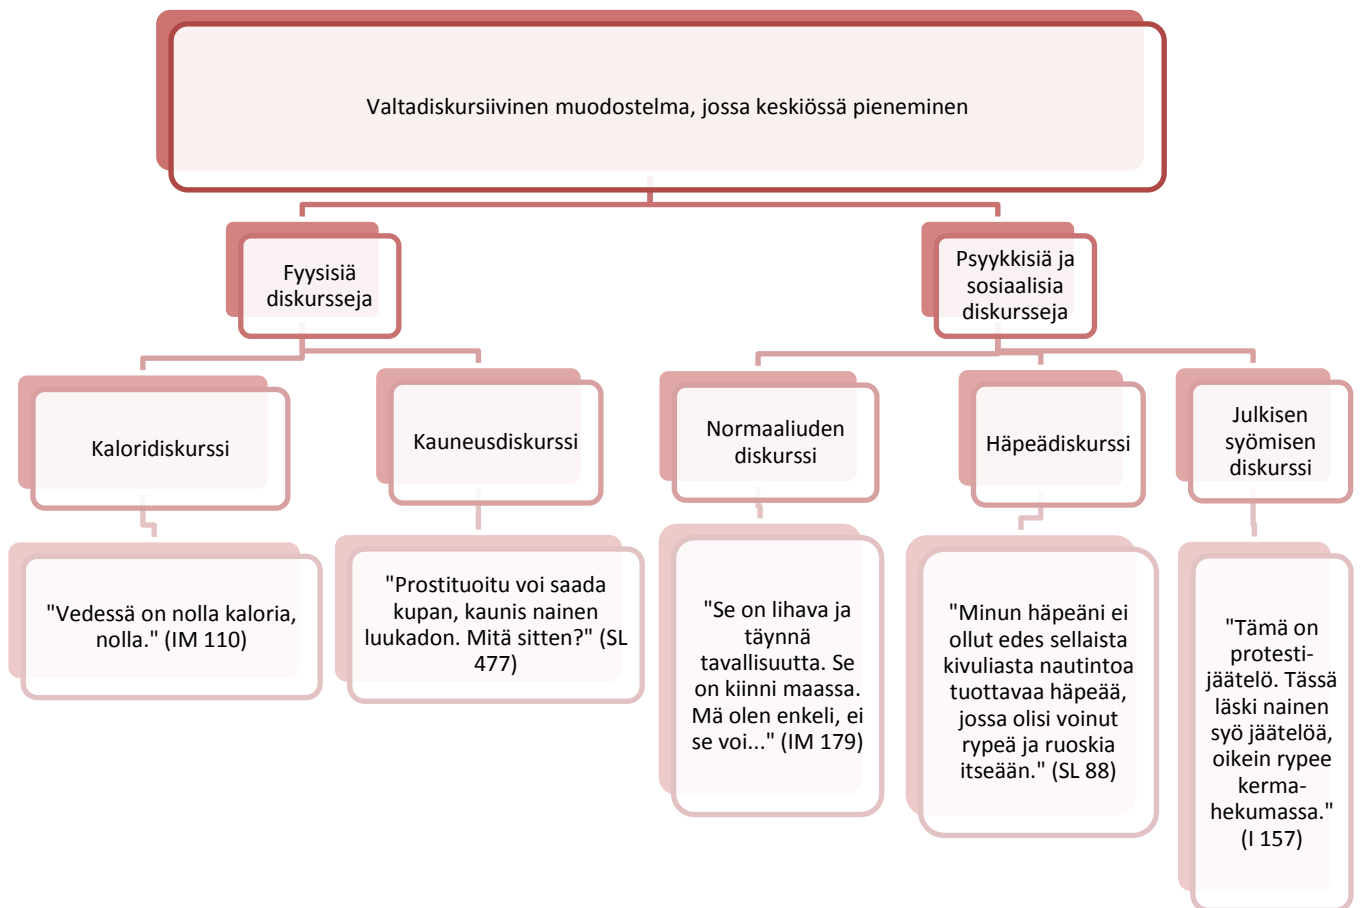 Valtadiskursiivinen muodostelma, jossa keskiössä pieneminen
Fyysisiä
diskursseja
Psyykkisiä ja
sosiaalisia
diskursseja
Kaloridiskurssi
Kauneusdiskurssi
Normaaliuden
diskurssi
Häpeädiskurssi
Julkisen
syömisen
diskurssi
"Vedessä on nolla kaloria,
nolla." (IM 110)
"Prostituoitu voi saada
kupan, kaunis nainen
luukadon. Mitä sitten?" (SL
477)
"Se on lihava ja
täynnä
tavallisuutta. Se
on kiinni maassa.
Mä olen enkeli, ei
se voi..." (IM 179)
"Minun häpeäni ei
ollut edes sellaista
kivuliasta nautintoa
tuottavaa häpeää,
jossa olisi voinut
rypeä ja ruoskia
itseään." (SL 88)
"Tämä on
protesti-
jäätelö. Tässä
läski nainen
syö jäätelöä,
oikein rypee
kerma-
hekumassa."
(I 157)